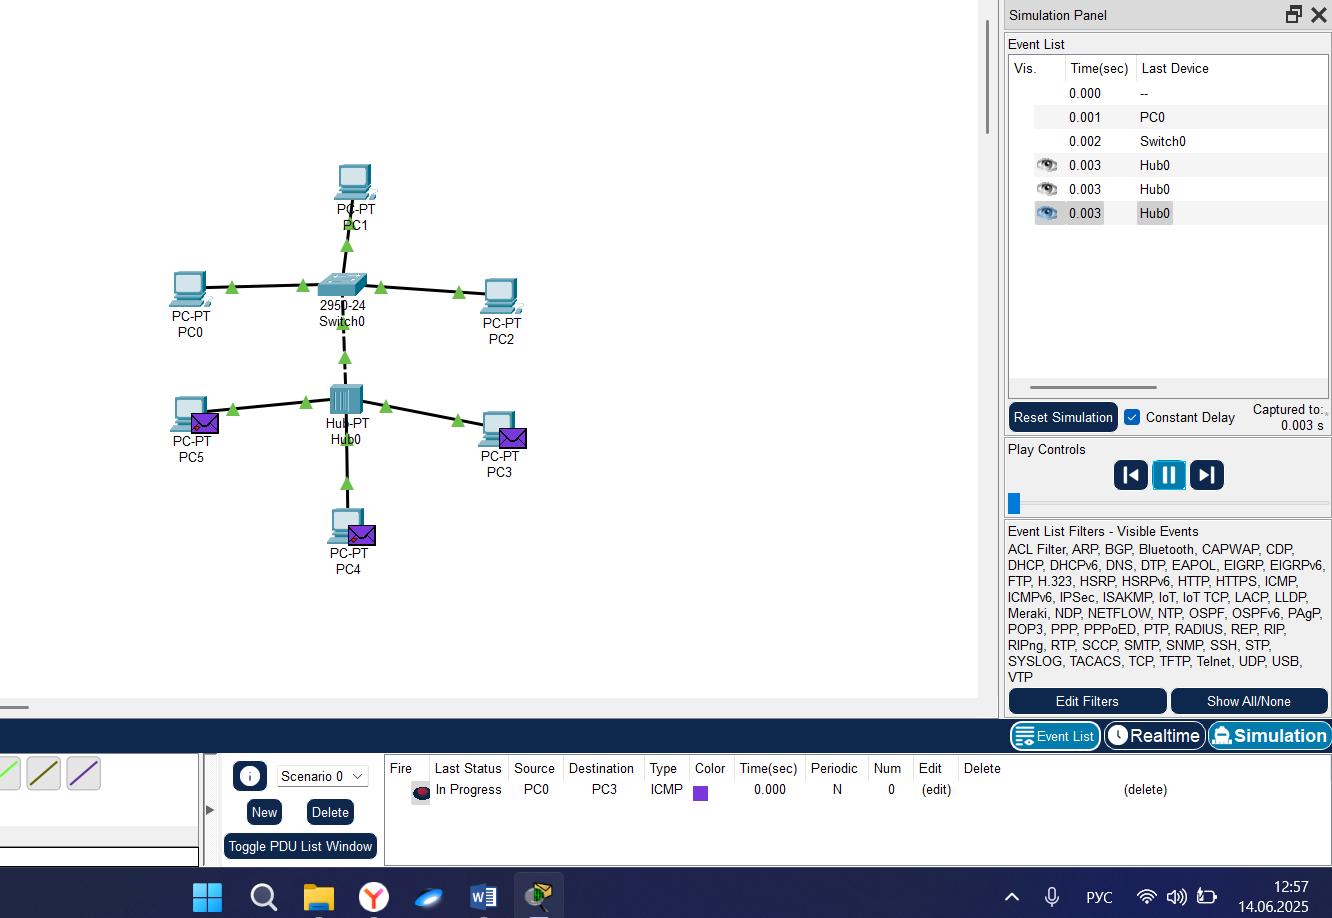 Simulation Panel
Event List
Vis. Time(sec) Last Device
0.000 --
0.001 PC0
0.002 Switch0
0.003 Hub0
0.003 Hub0
0.003 Hub0
Reset Simulation Constant Delay Captured to:
0.003 s
Play Controls
Event List Filters - Visible Events
ACL Filter, ARP, BGP, Bluetooth, CAPWAP, CDP,
DHCP, DHCPv6, DNS, DTP, EAPOL, EIGRP, EIGRPv6,
FTP, H.323, HSRP, HSRPv6, HTTP, HTTPS, ICMP,
ICMPv6, IPSec, ISAKMP, IoT, IoT TCP, LACP, LLDP,
Meraki, NDP, NETFLOW, NTP, OSPF, OSPFv6, PAgP,
POP3, PPP, PPPoED, PTP, RADIUS, REP, RIP,
RIPng, RTP, SCCP, SMTP, SNMP, SSH, STP,
SYSLOG, TACACS, TCP, TFTP, Telnet, UDP, USB,
VTP
Edit Filters Show All/None
Event List Realtime Simulation
PC-PT
PC1
PC-PT
PC0
2950-24
Switch0
PC-PT
PC2
PC-PT
PC5
Hub-PT
Hub0
PC-PT
PC3
PC-PT
PC4
Scenario 0
New Delete
Toggle PDU List Window
Fire Last Status Source Destination Type Color Time(sec) Periodic Num Edit Delete
In Progress PC0 PC3 ICMP 0.000 N 0 (edit) (delete)
РУС
12:57
14.06.2025